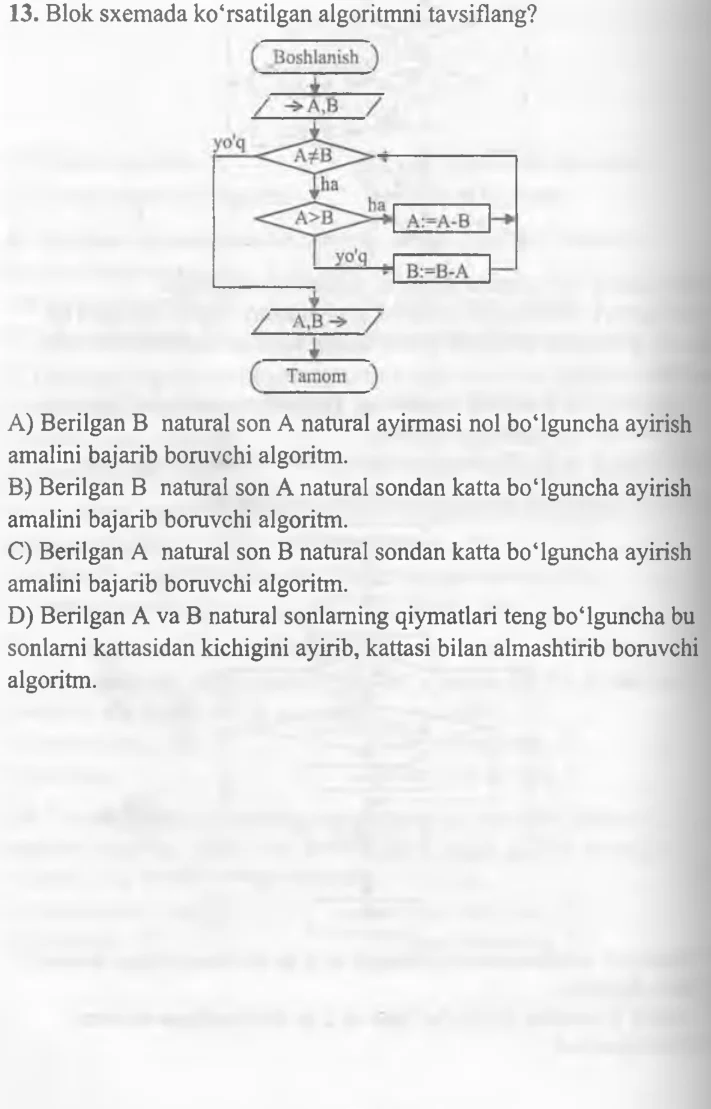 13. Blok sxemada ko‘rsatilgan algoritmni tavsiflang?
Boshlanish
→ A,B
yo'q
A≠B
ha
A>B
ha
A:=A-B
yo'q
B:=B-A
A,B →
Tamom
A) Berilgan B natural son A natural ayirmasi nol bo‘lguncha ayirish
amalini bajarib boruvchi algoritm.
B) Berilgan B natural son A natural sondan katta bo‘lguncha ayirish
amalini bajarib boruvchi algoritm.
C) Berilgan A natural son B natural sondan katta bo‘lguncha ayirish
amalini bajarib boruvchi algoritm.
D) Berilgan A va B natural sonlarning qiymatlari teng bo‘lguncha bu
sonlarni kattasidan kichigini ayirib, kattasi bilan almashtirib boruvchi
algoritm.